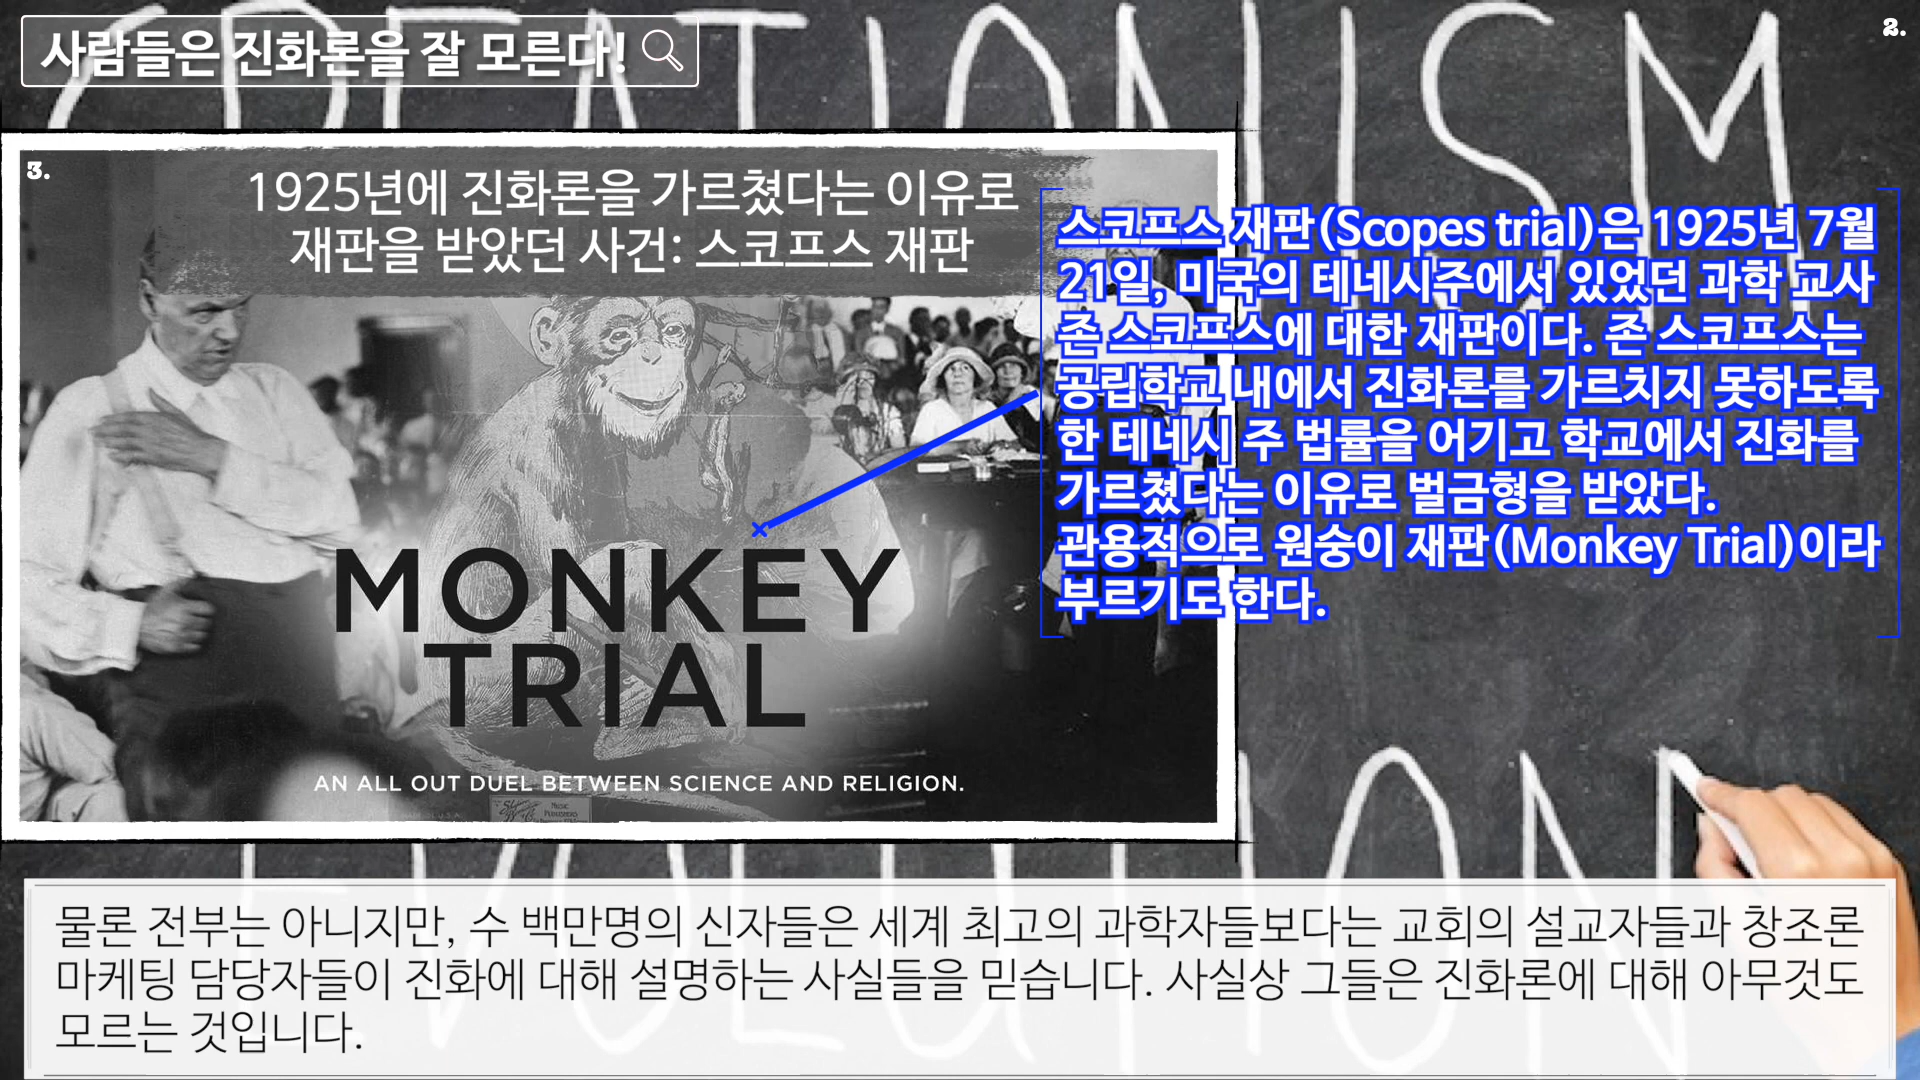 CREATIONISM
사람들은 진화론을 잘 모른다!
2.
3.
1925년에 진화론을 가르쳤다는 이유로
재판을 받았던 사건: 스코프스 재판
스코프스 재판(Scopes trial)은 1925년 7월
21일, 미국의 테네시주에서 있었던 과학 교사
존 스코프스에 대한 재판이다. 존 스코프스는
공립학교 내에서 진화론를 가르치지 못하도록
한 테네시 주 법률을 어기고 학교에서 진화를
가르쳤다는 이유로 벌금형을 받았다.
관용적으로 원숭이 재판(Monkey Trial)이라
부르기도 한다.
MONKEY
TRIAL
AN ALL OUT DUEL BETWEEN SCIENCE AND RELIGION.
EVOLUTION
물론 전부는 아니지만, 수 백만명의 신자들은 세계 최고의 과학자들보다는 교회의 설교자들과 창조론
마케팅 담당자들이 진화에 대해 설명하는 사실들을 믿습니다. 사실상 그들은 진화론에 대해 아무것도
모르는 것입니다.